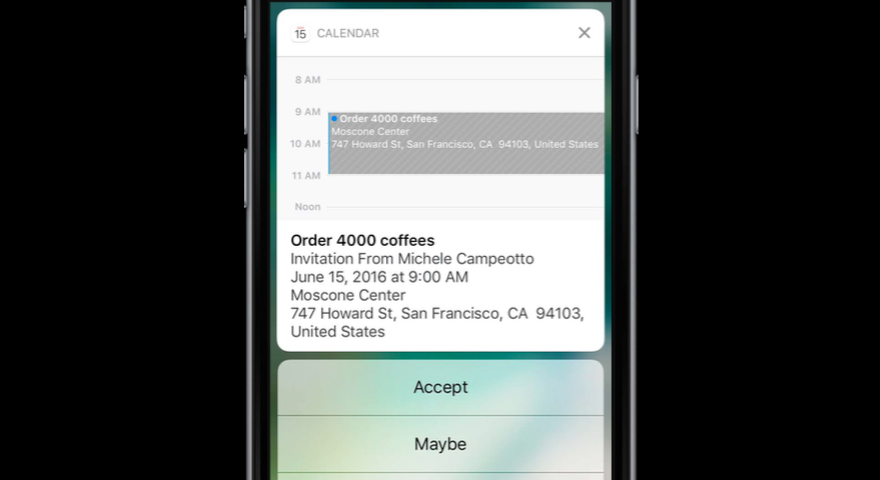 15 CALENDAR
8 AM
9 AM
Order 4000 coffees
Moscone Center
10 AM
747 Howard St, San Francisco, CA 94103, United States
11 AM
Noon
Order 4000 coffees
Invitation From Michele Campeotto
June 15, 2016 at 9:00 AM
Moscone Center
747 Howard St, San Francisco, CA 94103,
United States
Accept
Maybe